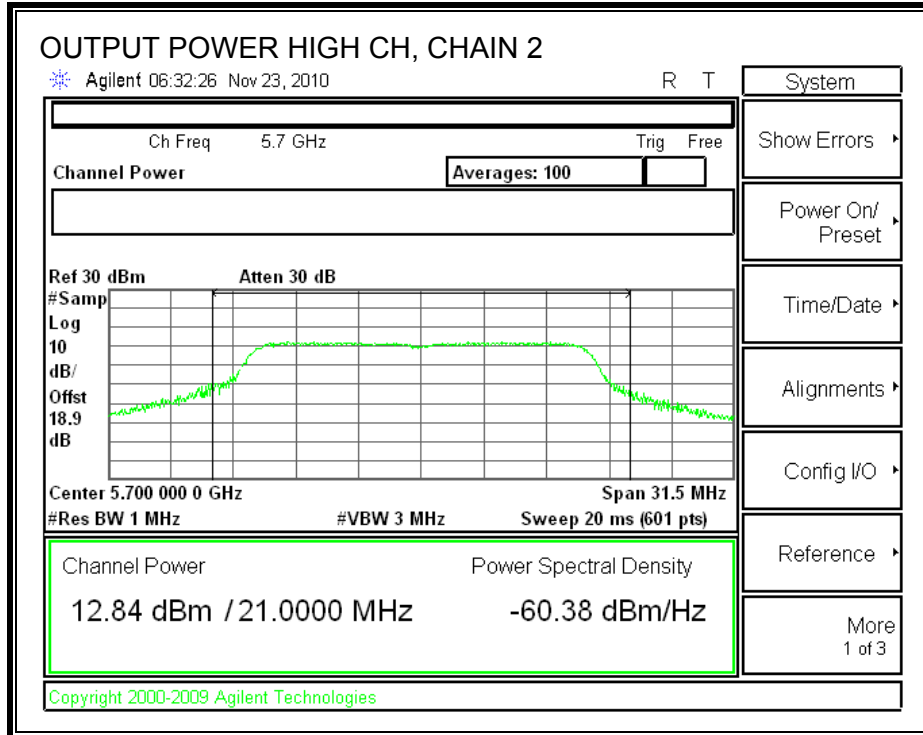 OUTPUT POWER HIGH CH, CHAIN 2
Agilent 06:32:26 Nov 23, 2010 R T
System
Ch Freq 5.7 GHz Trig Free
Show Errors
Channel Power Averages: 100
Power On/
Preset
Ref 30 dBm Atten 30 dB
#Samp
Log
10
dB/
Offst
18.9
dB
Time/Date
Alignments
Config I/O
Center 5.700 000 0 GHz Span 31.5 MHz
#Res BW 1 MHz #VBW 3 MHz Sweep 20 ms (601 pts)
Channel Power Power Spectral Density
12.84 dBm / 21.0000 MHz -60.38 dBm/Hz
Reference
More
1 of 3
Copyright 2000-2009 Agilent Technologies